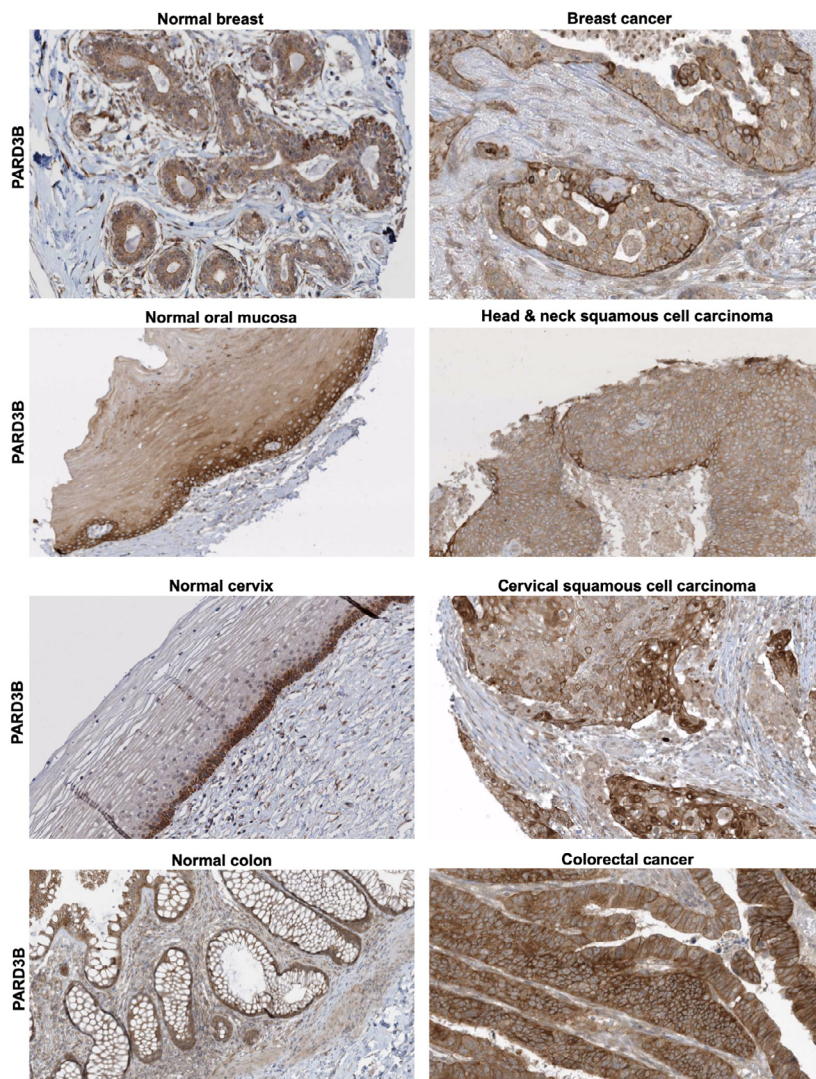 Normal breast
Breast cancer
PARD3B
Normal oral mucosa
Head & neck squamous cell carcinoma
PARD3B
Normal cervix
Cervical squamous cell carcinoma
PARD3B
Normal colon
Colorectal cancer
PARD3B